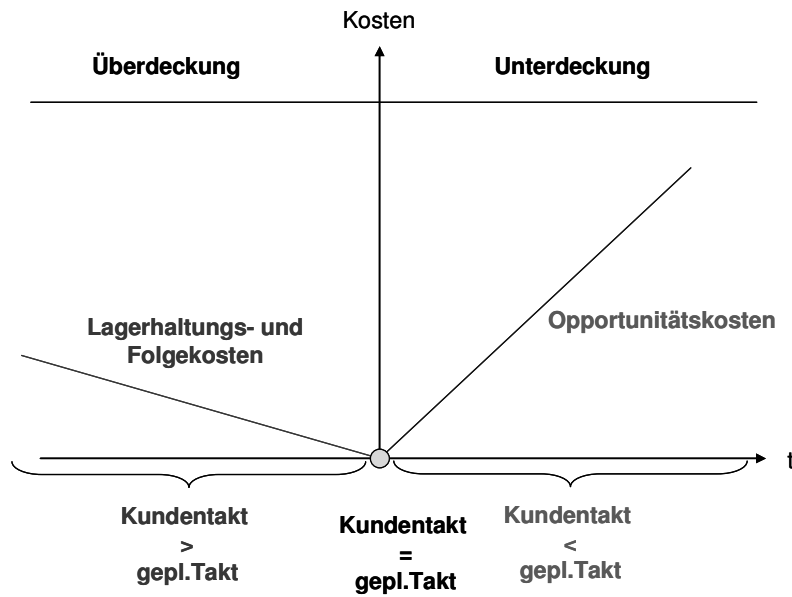 Kosten
Überdeckung
Unterdeckung
Lagerhaltungs- und
Folgekosten
Opportunitätskosten
t
Kundentakt
>
gepl.Takt
Kundentakt
=
gepl.Takt
Kundentakt
<
gepl.Takt